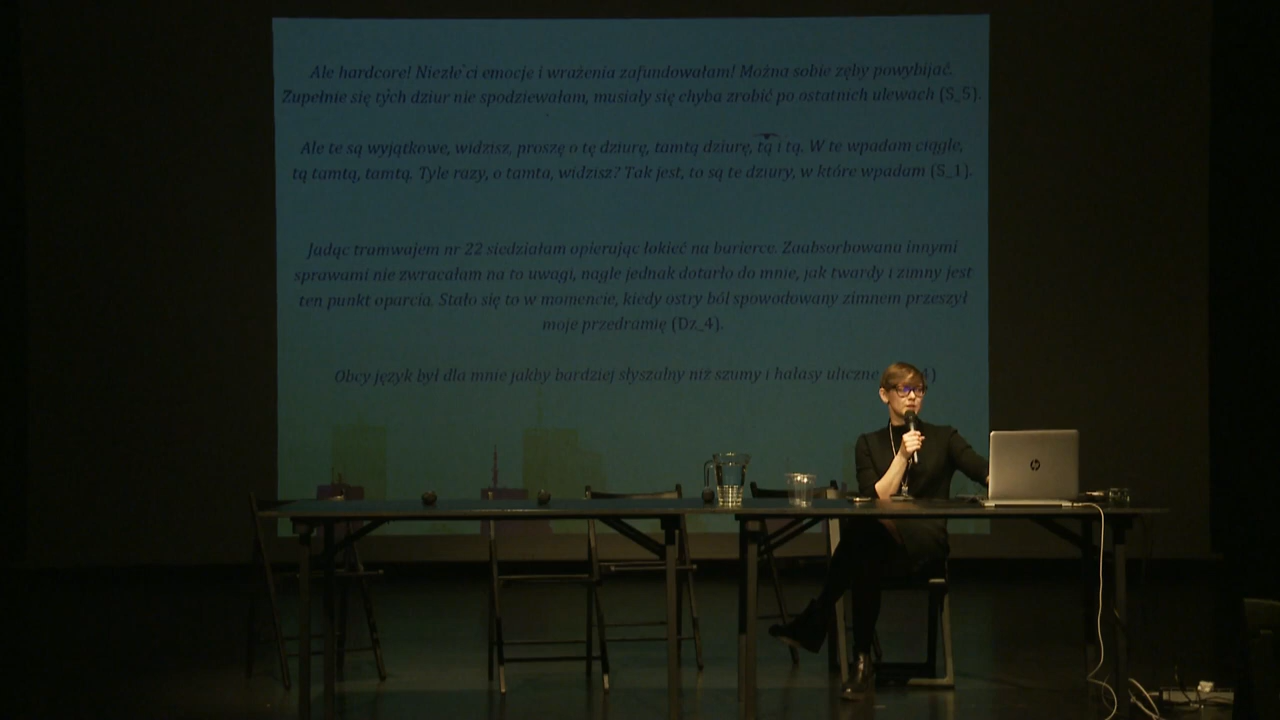 Ale hardcore! Niezłe ci emocje i wrażenia zafundowałam! Można sobie zęby powybijać.
Zupełnie się tych dziur nie spodziewałam, musiały się chyba zrobić po ostatnich ulewach (S_5).
Ale te są wyjątkowe, widzisz, proszę o tę dziurę, tamtą dziurę, tą i tą. W te wpadam ciągle,
tą tamtą, tamtą. Tyle razy, o tamta, widzisz? Tak jest, to są te dziury, w które wpadam (S_1).
Jadąc tramwajem nr 22 siedziałam opierając łokieć na barierce. Zaabsorbowana innymi
sprawami nie zwracałam na to uwagi, nagle jednak dotarło do mnie, jak twardy i zimny jest
ten punkt oparcia. Stało się to w momencie, kiedy ostry ból spowodowany zimnem przeszył
moje przedramię (Dz_4).
Obcy język był dla mnie jakby bardziej słyszalny niż szumy i hałasy uliczne
hp